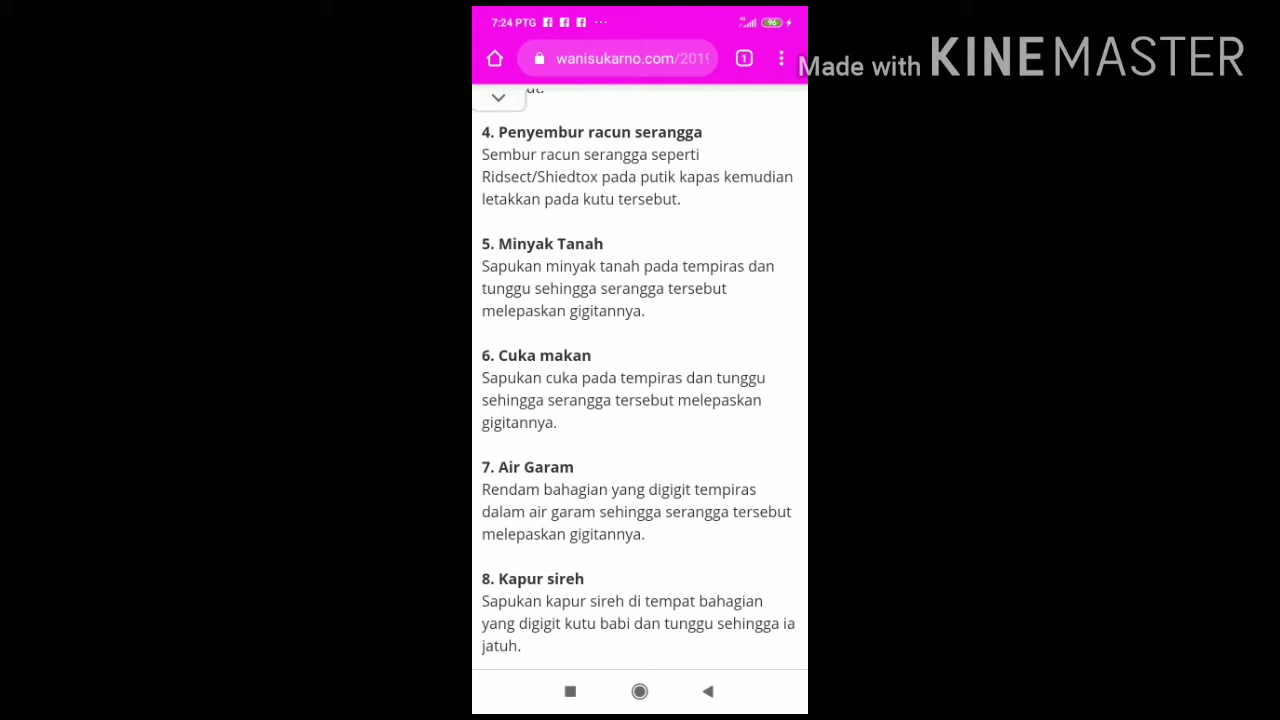 7:24 PTG
96
wanisukarno.com/2019
1
Made with KINEMASTER
ut.
4. Penyembur racun serangga
Sembur racun serangga seperti
Ridsect/Shiedtox pada putik kapas kemudian
letakkan pada kutu tersebut.
5. Minyak Tanah
Sapukan minyak tanah pada tempiras dan
tunggu sehingga serangga tersebut
melepaskan gigitannya.
6. Cuka makan
Sapukan cuka pada tempiras dan tunggu
sehingga serangga tersebut melepaskan
gigitannya.
7. Air Garam
Rendam bahagian yang digigit tempiras
dalam air garam sehingga serangga tersebut
melepaskan gigitannya.
8. Kapur sireh
Sapukan kapur sireh di tempat bahagian
yang digigit kutu babi dan tunggu sehingga ia
jatuh.